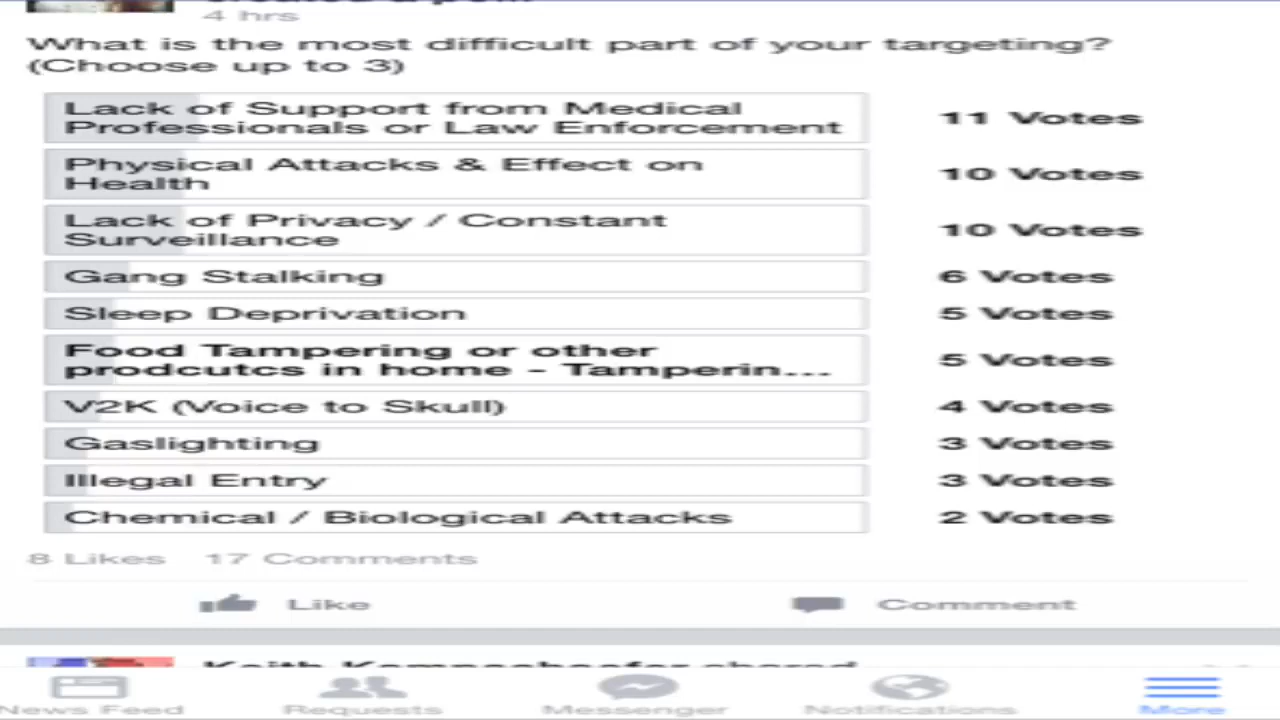 4 hrs
What is the most difficult part of your targeting?
(Choose up to 3)
Lack of Support from Medical
Professionals or Law Enforcement
11 Votes
Physical Attacks & Effect on
Health
10 Votes
Lack of Privacy / Constant
Surveillance
10 Votes
Gang Stalking
6 Votes
Sleep Deprivation
5 Votes
Food Tampering or other
prodcutcs in home - Tamperin...
5 Votes
V2K (Voice to Skull)
4 Votes
Gaslighting
3 Votes
Illegal Entry
3 Votes
Chemical / Biological Attacks
2 Votes
8 Likes 17 Comments
Like Comment
Keith shared
News Feed Requests Messenger Notifications More